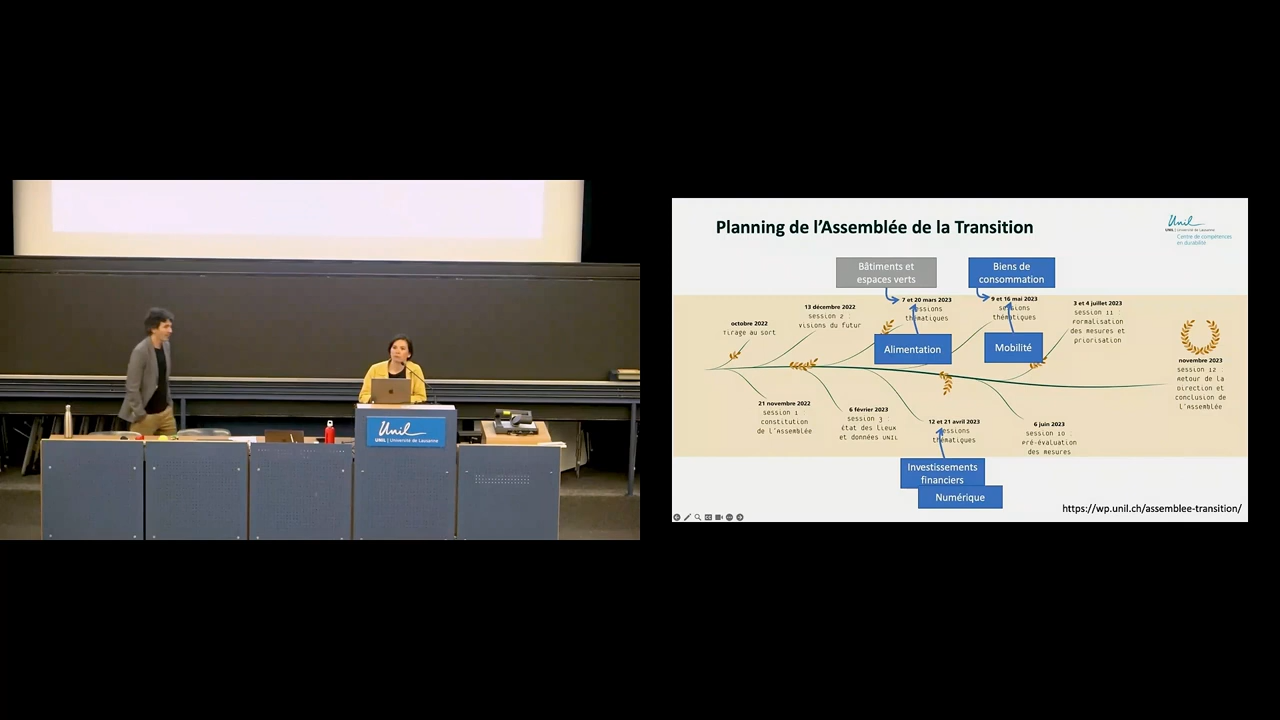 Unil
UNIL | Université de Lausanne
Planning de l'Assemblée de la Transition
Unil
UNIL | Université de Lausanne
Centre de compétences
en durabilité
Bâtiments et
espaces verts
Biens de
consommation
octobre 2022
Tirage au sort
13 décembre 2022
session 2 :
visions du futur
7 et 20 mars 2023
sessions
thématiques
9 et 16 mai 2023
sessions
thématiques
3 et 4 juillet 2023
session 11 :
Formalisation
des mesures et
priorisation
Alimentation
Mobilité
novembre 2023
session 12 :
Retour de la
Direction et
conclusion de
l'Assemblée
21 novembre 2022
session 1 :
constitution
de l'Assemblée
6 février 2023
session 3 :
état des lieux
et données UNIL
12 et 21 avril 2023
sessions
thématiques
6 juin 2023
session 10 :
pré-évaluation
des mesures
Investissements
financiers
Numérique
https://wp.unil.ch/assemblee-transition/